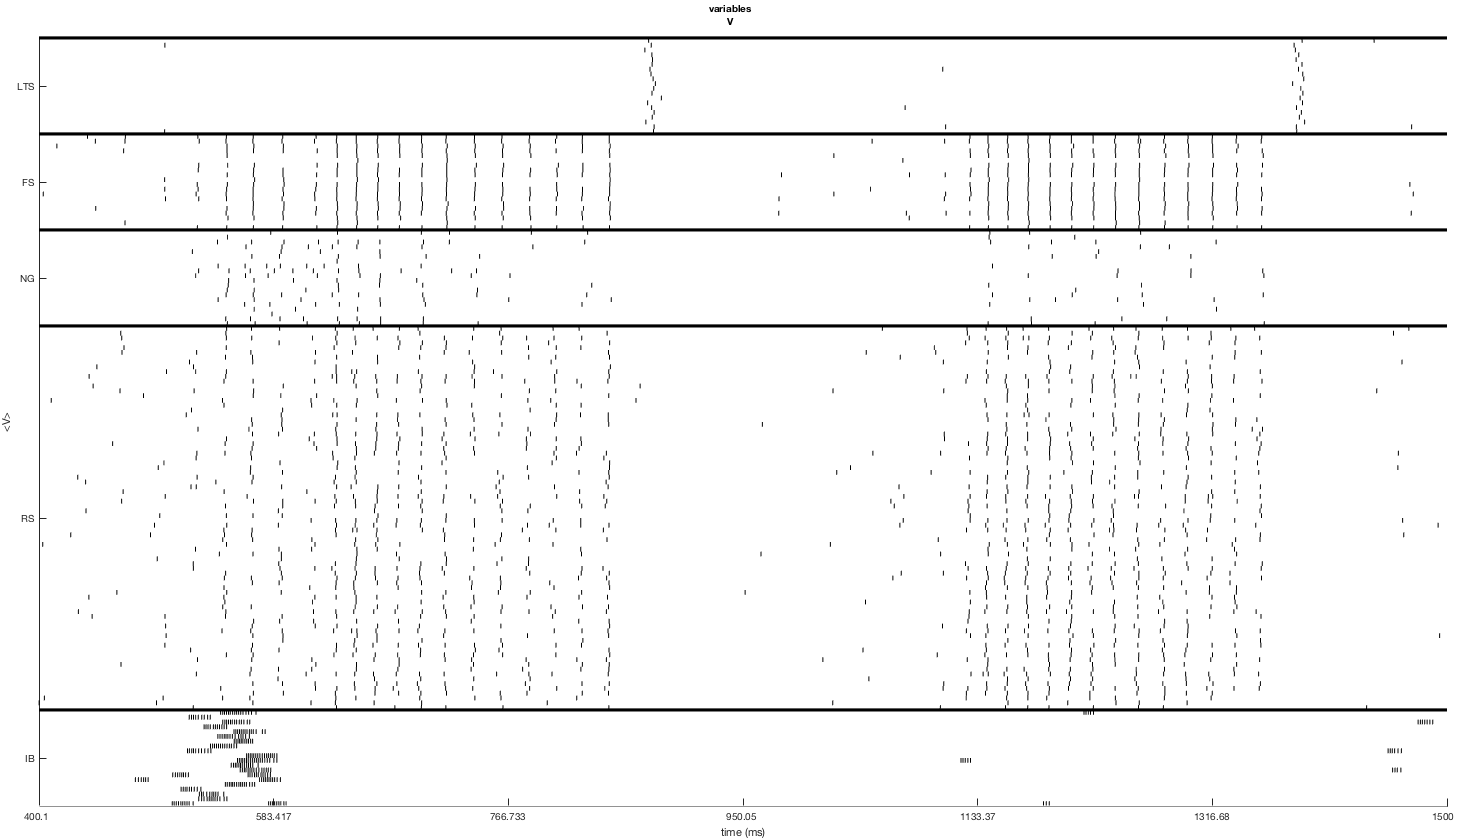 variables
V
LTS
FS
NG
RS
IB
<V>
400.1 583.417 766.733 950.05 1133.37 1316.68 1500
time (ms)